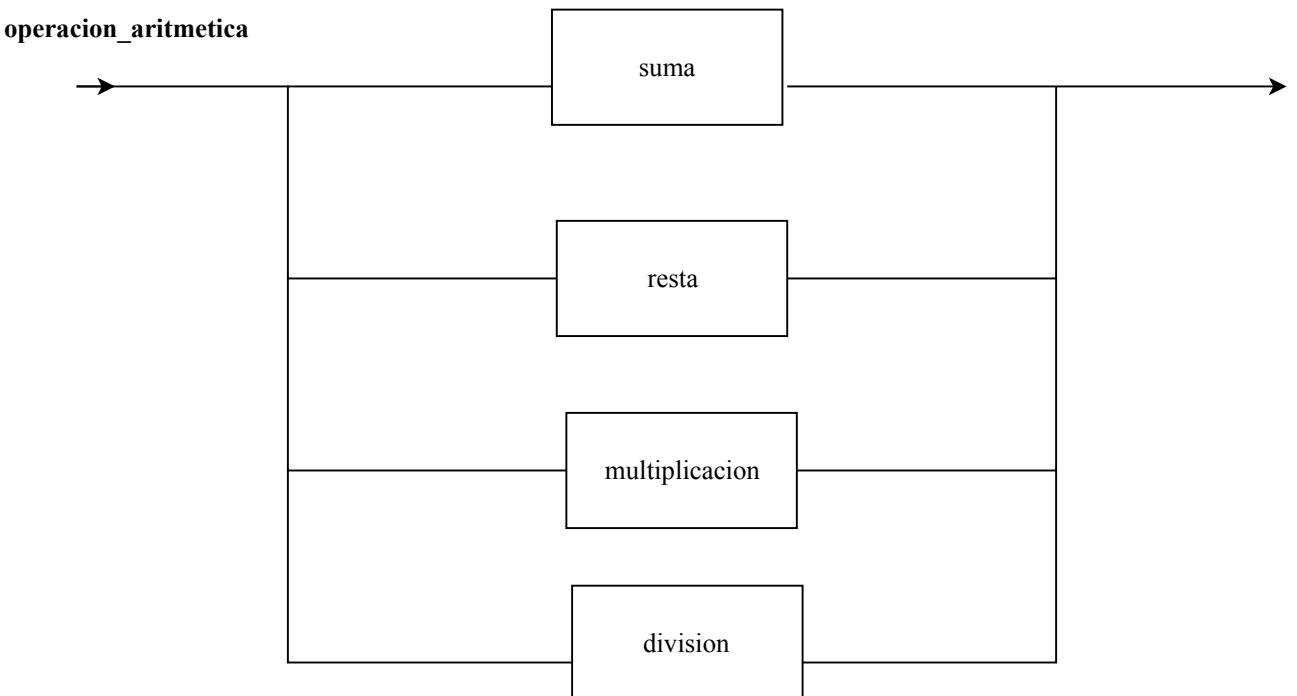 operacion_aritmetica
suma
resta
multiplicacion
division